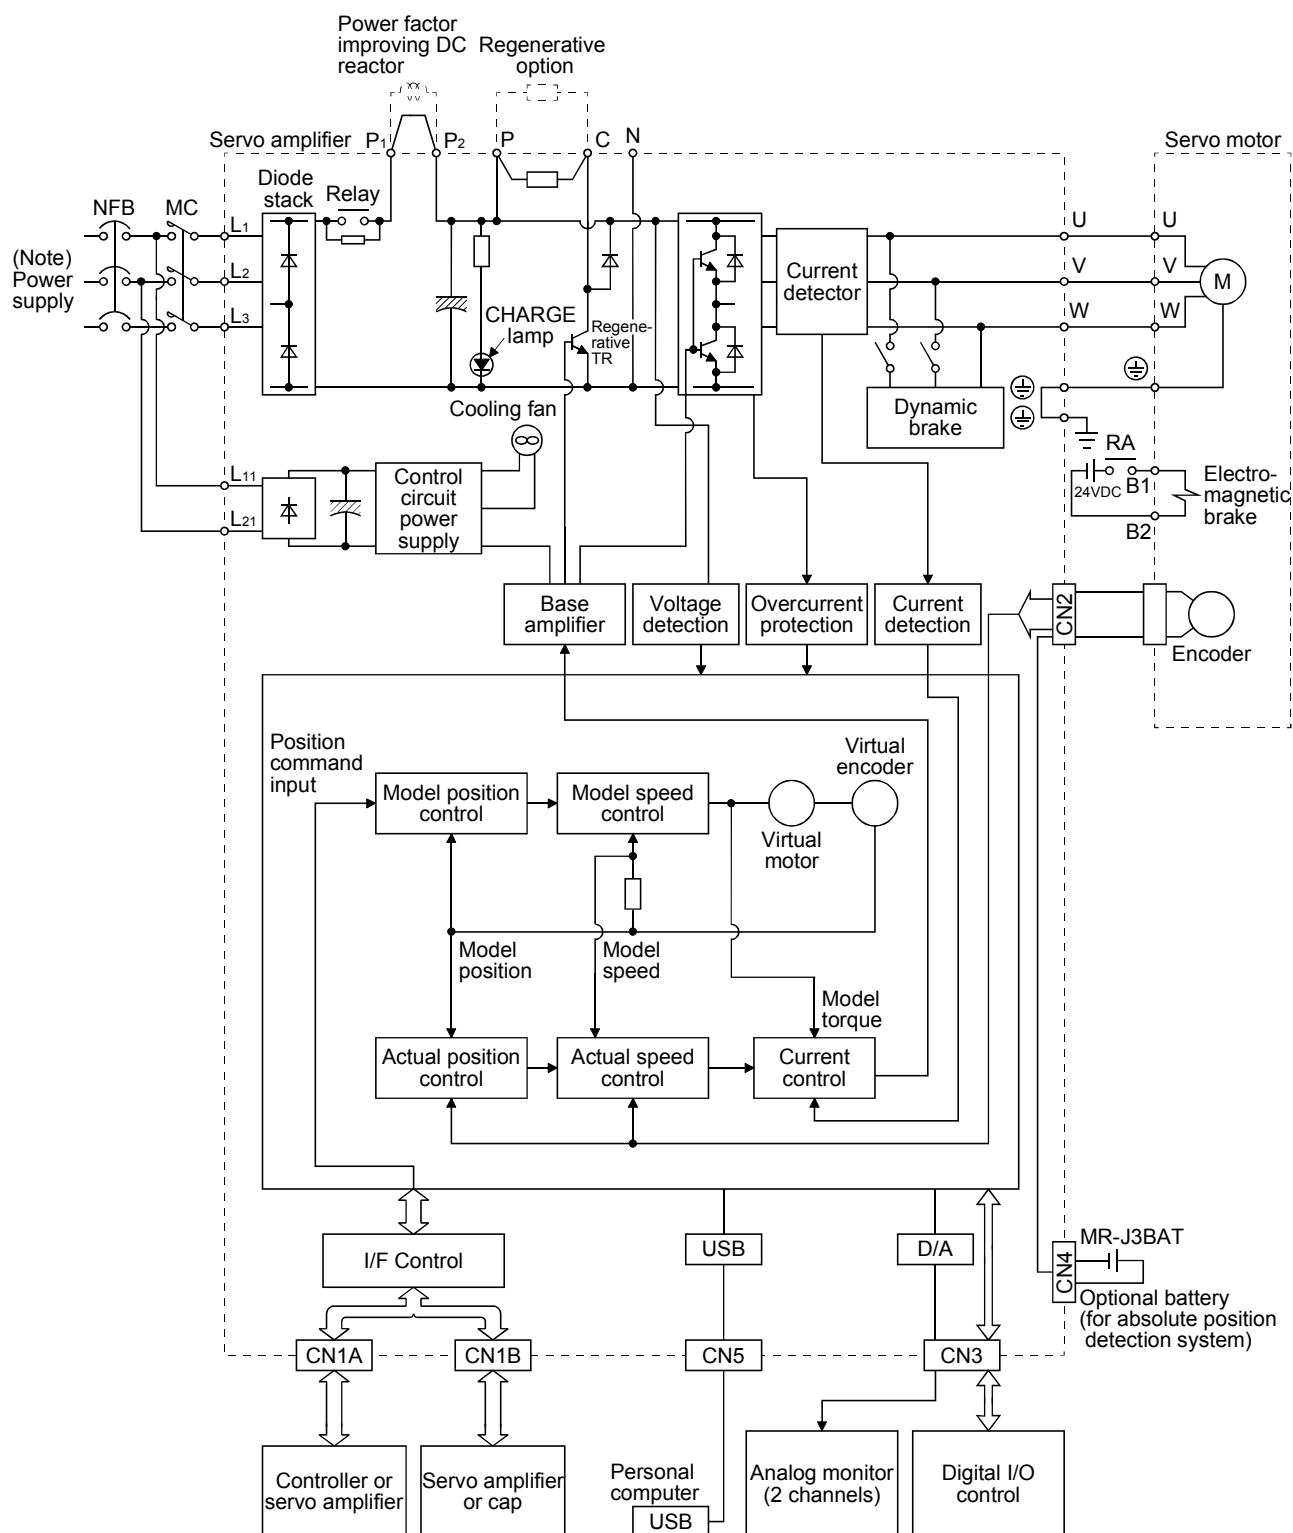 Power factor
improving DC
reactor
Regenerative
option
Servo amplifier
P1
P2
P
C
N
Servo motor
Diode
stack
Relay
NFB
MC
L1
U
U
(Note)
Power
supply
L2
Current
detector
V
V
M
L3
CHARGE
lamp
Regene-
rative
TR
W
W
Cooling fan
Dynamic
brake
RA
L11
Control
circuit
power
supply
24VDC
B1
Electro-
magnetic
brake
L21
B2
Base
amplifier
Voltage
detection
Overcurrent
protection
Current
detection
CN2
Encoder
Position
command
input
Virtual
encoder
Model position
control
Model speed
control
Virtual
motor
Model
position
Model
speed
Model
torque
Actual position
control
Actual speed
control
Current
control
I/F Control
USB
D/A
CN4
MR-J3BAT
Optional battery
(for absolute position
detection system)
CN1A
CN1B
CN5
CN3
Controller or
servo amplifier
Servo amplifier
or cap
Personal
computer
USB
Analog monitor
(2 channels)
Digital I/O
control